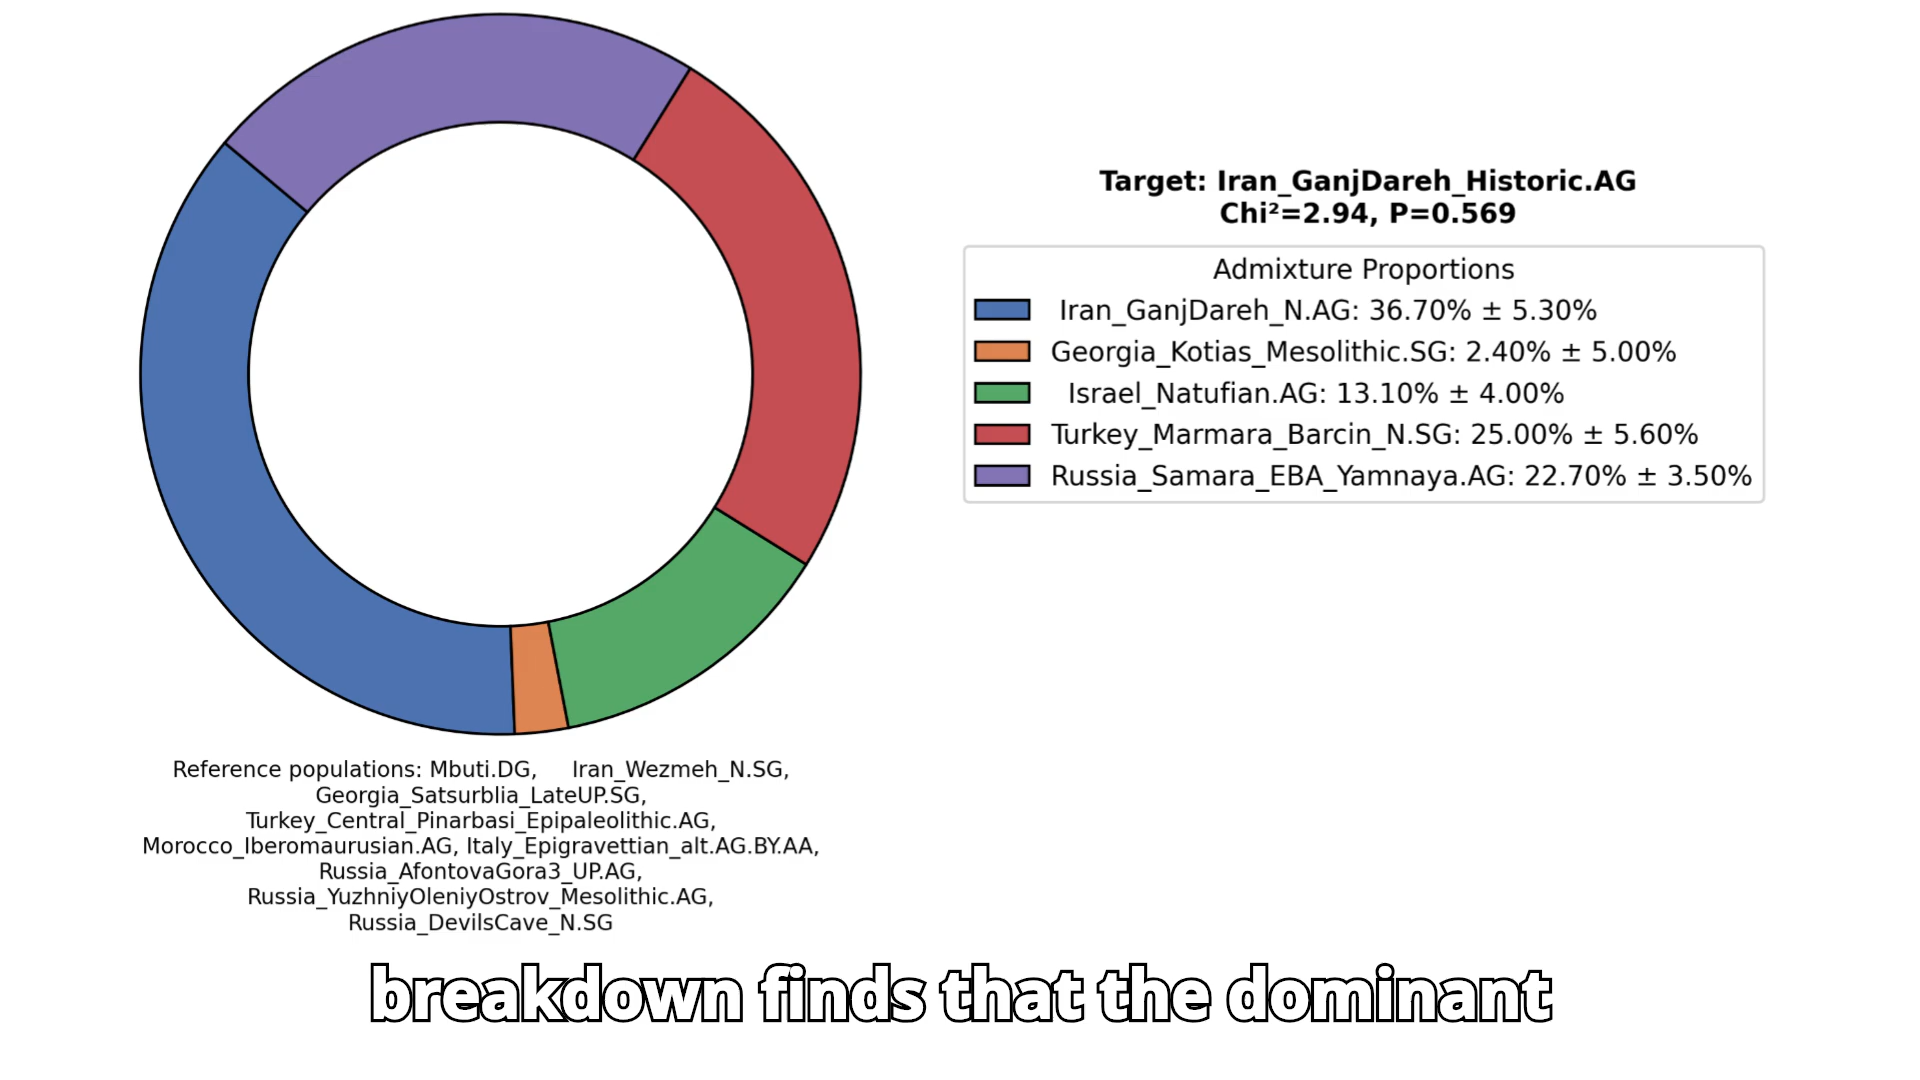 Target: Iran_GanjDareh_Historic.AG
Chi²=2.94, P=0.569
Admixture Proportions
Iran_GanjDareh_N.AG: 36.70% ± 5.30%
Georgia_Kotias_Mesolithic.SG: 2.40% ± 5.00%
Israel_Natufian.AG: 13.10% ± 4.00%
Turkey_Marmara_Barcin_N.SG: 25.00% ± 5.60%
Russia_Samara_EBA_Yamnaya.AG: 22.70% ± 3.50%
Reference populations: Mbuti.DG, Iran_Wezmeh_N.SG,
Georgia_Satsurblia_LateUP.SG,
Turkey_Central_Pinarbasi_Epipaleolithic.AG,
Morocco_Iberomaurusian.AG, Italy_Epigravettian_alt.AG.BY.AA,
Russia_AfontovaGora3_UP.AG,
Russia_YuzhniyOleniyOstrov_Mesolithic.AG,
Russia_DevilsCave_N.SG
breakdown finds that the dominant